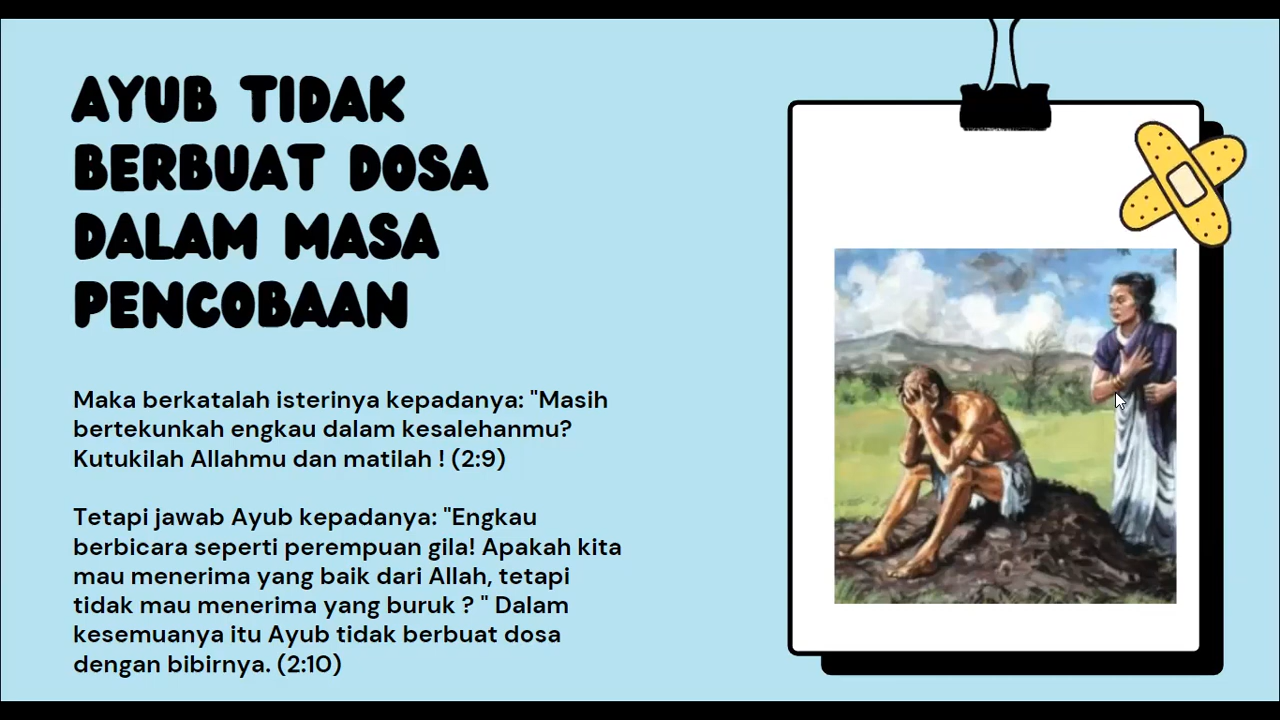 AYUB TIDAK
BERBUAT DOSA
DALAM MASA
PENCOBAAN
Maka berkatalah isterinya kepadanya: "Masih
bertekunkah engkau dalam kesalehanmu?
Kutukilah Allahmu dan matilah ! (2:9)
Tetapi jawab Ayub kepadanya: "Engkau
berbicara seperti perempuan gila! Apakah kita
mau menerima yang baik dari Allah, tetapi
tidak mau menerima yang buruk ? " Dalam
kesemuanya itu Ayub tidak berbuat dosa
dengan bibirnya. (2:10)